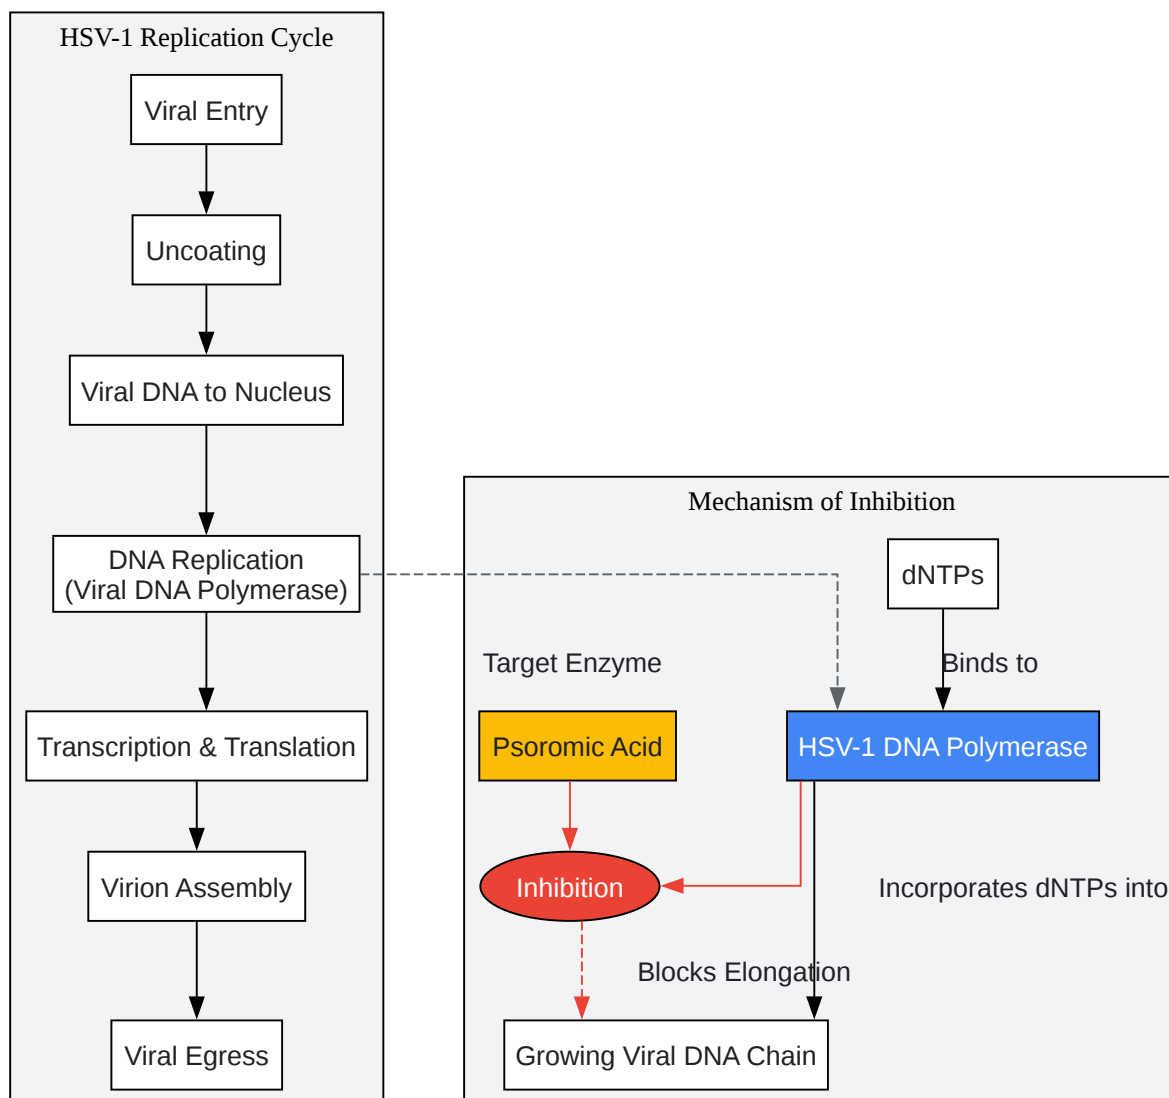 HSV-1 Replication Cycle
Viral Entry
Uncoating
Viral DNA to Nucleus
DNA Replication
(Viral DNA Polymerase)
Transcription & Translation
Virion Assembly
Viral Egress
Mechanism of Inhibition
dNTPs
Target Enzyme
Binds to
Psoromic Acid
HSV-1 DNA Polymerase
Inhibition
Incorporates dNTPs into
Blocks Elongation
Growing Viral DNA Chain